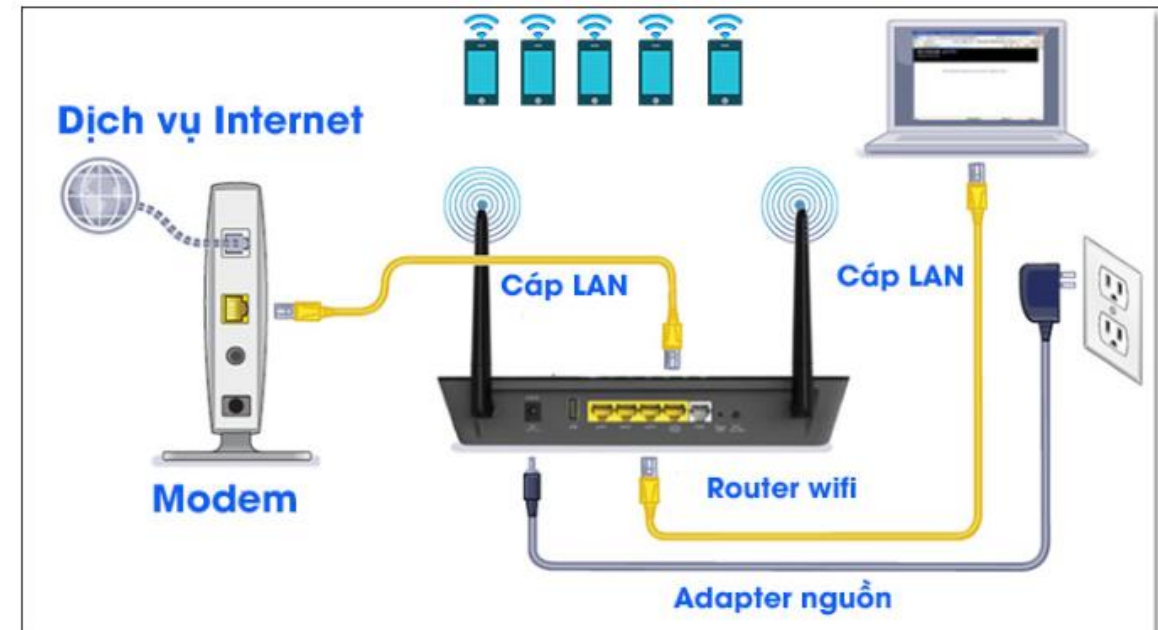 Dịch vụ Internet
Cáp LAN
Cáp LAN
Modem
Router wifi
Adapter nguồn